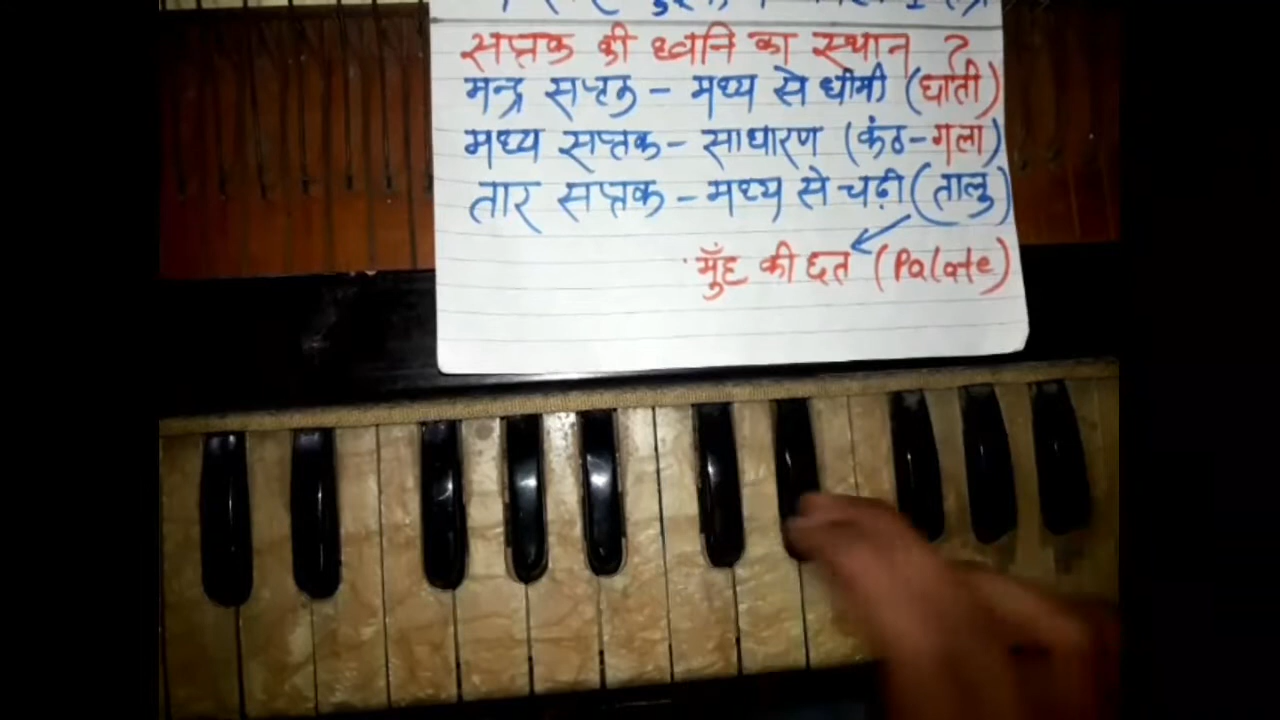 सप्तक की ध्वनि का स्थान ?
मन्द्र सप्तक - मध्य से धीमी (छाती)
मध्य सप्तक - साधारण (कंठ-गला)
तार सप्तक - मध्य से चढ़ी (तालु)
मुँह की छत (Palate)